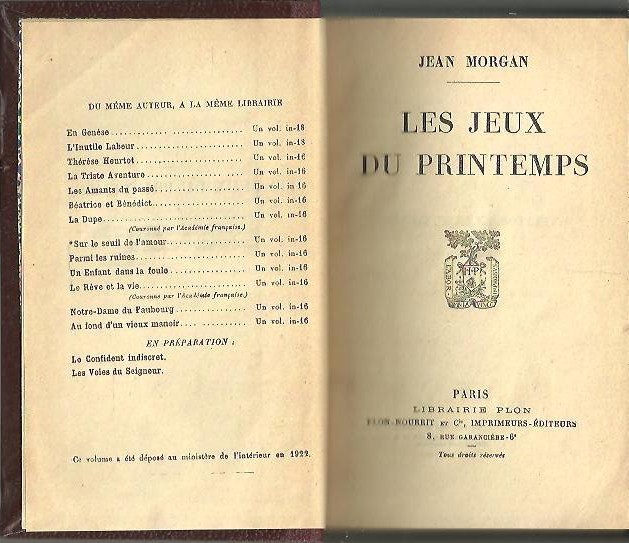 DU MÊME AUTEUR, A LA MÊME LIBRAIRIE
En Genèse.............................. Un vol. in-18
L'Inutile Labeur........................ Un vol. in-18
Thérèse Heurtot........................ Un vol. in-16
La Triste Aventure...................... Un vol. in-16
Les Amants du passé.................... Un vol. in 16
Béatrice et Bénédict.................... Un vol. in-16
La Dupe................................ Un vol. in-16
(Couronné par l'Académie française.)
*Sur le seuil de l'amour................. Un vol. in-16
Parmi les ruines........................ Un vol. in-16
Un Enfant dans la foule................. Un vol. in-16
Le Rêve et la vie........................ Un vol. in-16
(Couronné par l'Académie française.)
Notre-Dame du Faubourg................ Un vol. in-16
Au fond d'un vieux manoir.... .......... Un vol. in-16
EN PRÉPARATION :
Le Confident indiscret.
Les Voies du Seigneur.
Ce volume a été déposé au ministère de l'intérieur en 1922.
JEAN MORGAN
LES JEUX
DU PRINTEMPS
LABOR
PARIS
LIBRAIRIE PLON
PLON-NOURRIT ET Cie, IMPRIMEURS-ÉDITEURS
8, RUE GARANCIÈRE-6e
Tous droits réservés